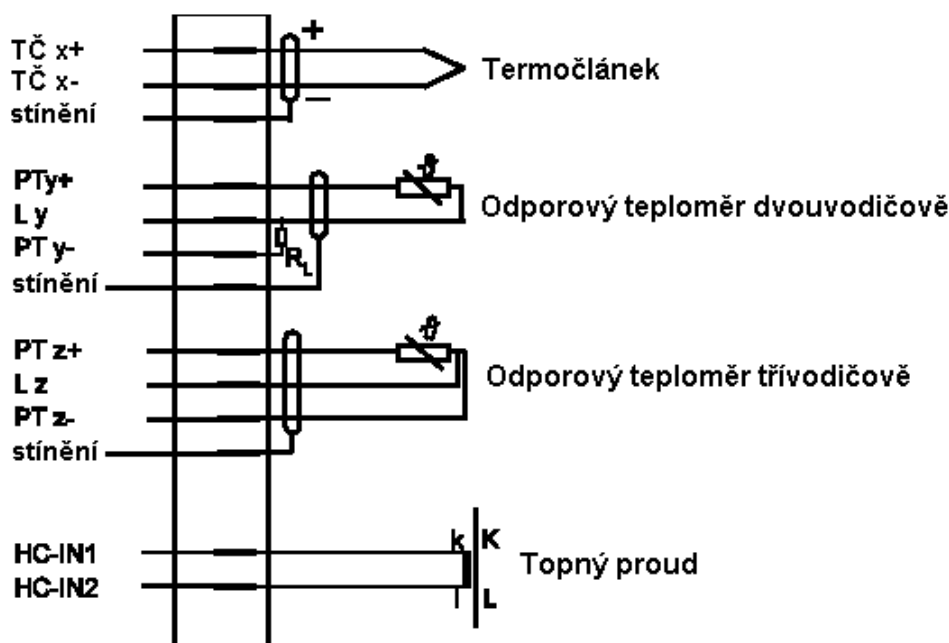 TČ x+
+
TČ x-
Termočlánek
stínění
−
PTy+
ϑ
L y
Odporový teploměr dvouvodičově
PT y-
R L
stínění
PT z+
ϑ
L z
Odporový teploměr třívodičově
PT z-
stínění
HC-IN1
k K
Topný proud
HC-IN2
l L